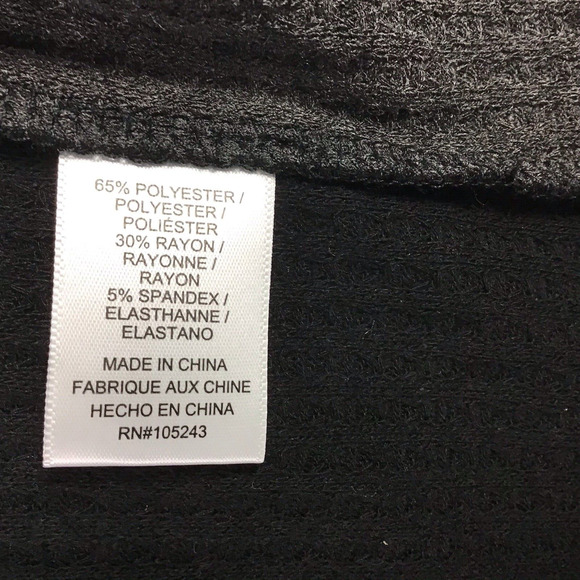 65% POLYESTER /
POLYESTER /
POLIÉSTER
30% RAYON /
RAYONNE /
RAYON
5% SPANDEX /
ELASTHANNE /
ELASTANO
MADE IN CHINA
FABRIQUE AUX CHINE
HECHO EN CHINA
RN#105243